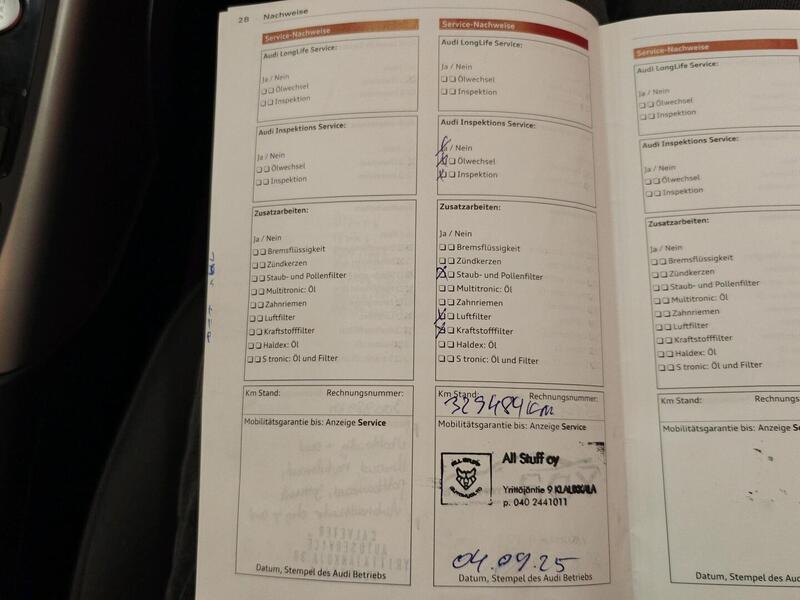 28 Nachweise
Service-Nachweise
Audi LongLife Service:
Ja / Nein
Ölwechsel
Inspektion
Audi Inspektions Service:
Ja / Nein
Ölwechsel
Inspektion
Zusatzarbeiten:
Ja / Nein
Bremsflüssigkeit
Zündkerzen
Staub- und Pollenfilter
Multitronic: Öl
Zahnriemen
Luftfilter
Kraftstofffilter
Haldex: Öl
S tronic: Öl und Filter
Km Stand: Rechnungsnummer:
Mobilitätsgarantie bis: Anzeige Service
Datum, Stempel des Audi Betriebs
Service-Nachweise
Audi LongLife Service:
Ja / Nein
Ölwechsel
Inspektion
Audi Inspektions Service:
Ja / Nein
Ölwechsel
Inspektion
Zusatzarbeiten:
Ja / Nein
Bremsflüssigkeit
Zündkerzen
Staub- und Pollenfilter
Multitronic: Öl
Zahnriemen
Luftfilter
Kraftstofffilter
Haldex: Öl
S tronic: Öl und Filter
Km Stand: Rechnungsnummer:
329484 km
Mobilitätsgarantie bis: Anzeige Service
ALL STUFF
All Stuff oy
Yrittäjäntie 9 KLAUKKALA
p. 040 2441011
04.09.25
Datum, Stempel des Audi Betriebs
Service-Nachweise
Audi LongLife Service:
Ja / Nein
Ölwechsel
Inspektion
Audi Inspektions Service:
Ja / Nein
Ölwechsel
Inspektion
Zusatzarbeiten:
Ja / Nein
Bremsflüssigkeit
Zündkerzen
Staub- und Pollenfilter
Multitronic: Öl
Zahnriemen
Luftfilter
Kraftstofffilter
Haldex: Öl
S tronic: Öl und Filter
Km Stand:
Mobilitätsgarantie bis: Anzeige
Datum, Stempel des Audi